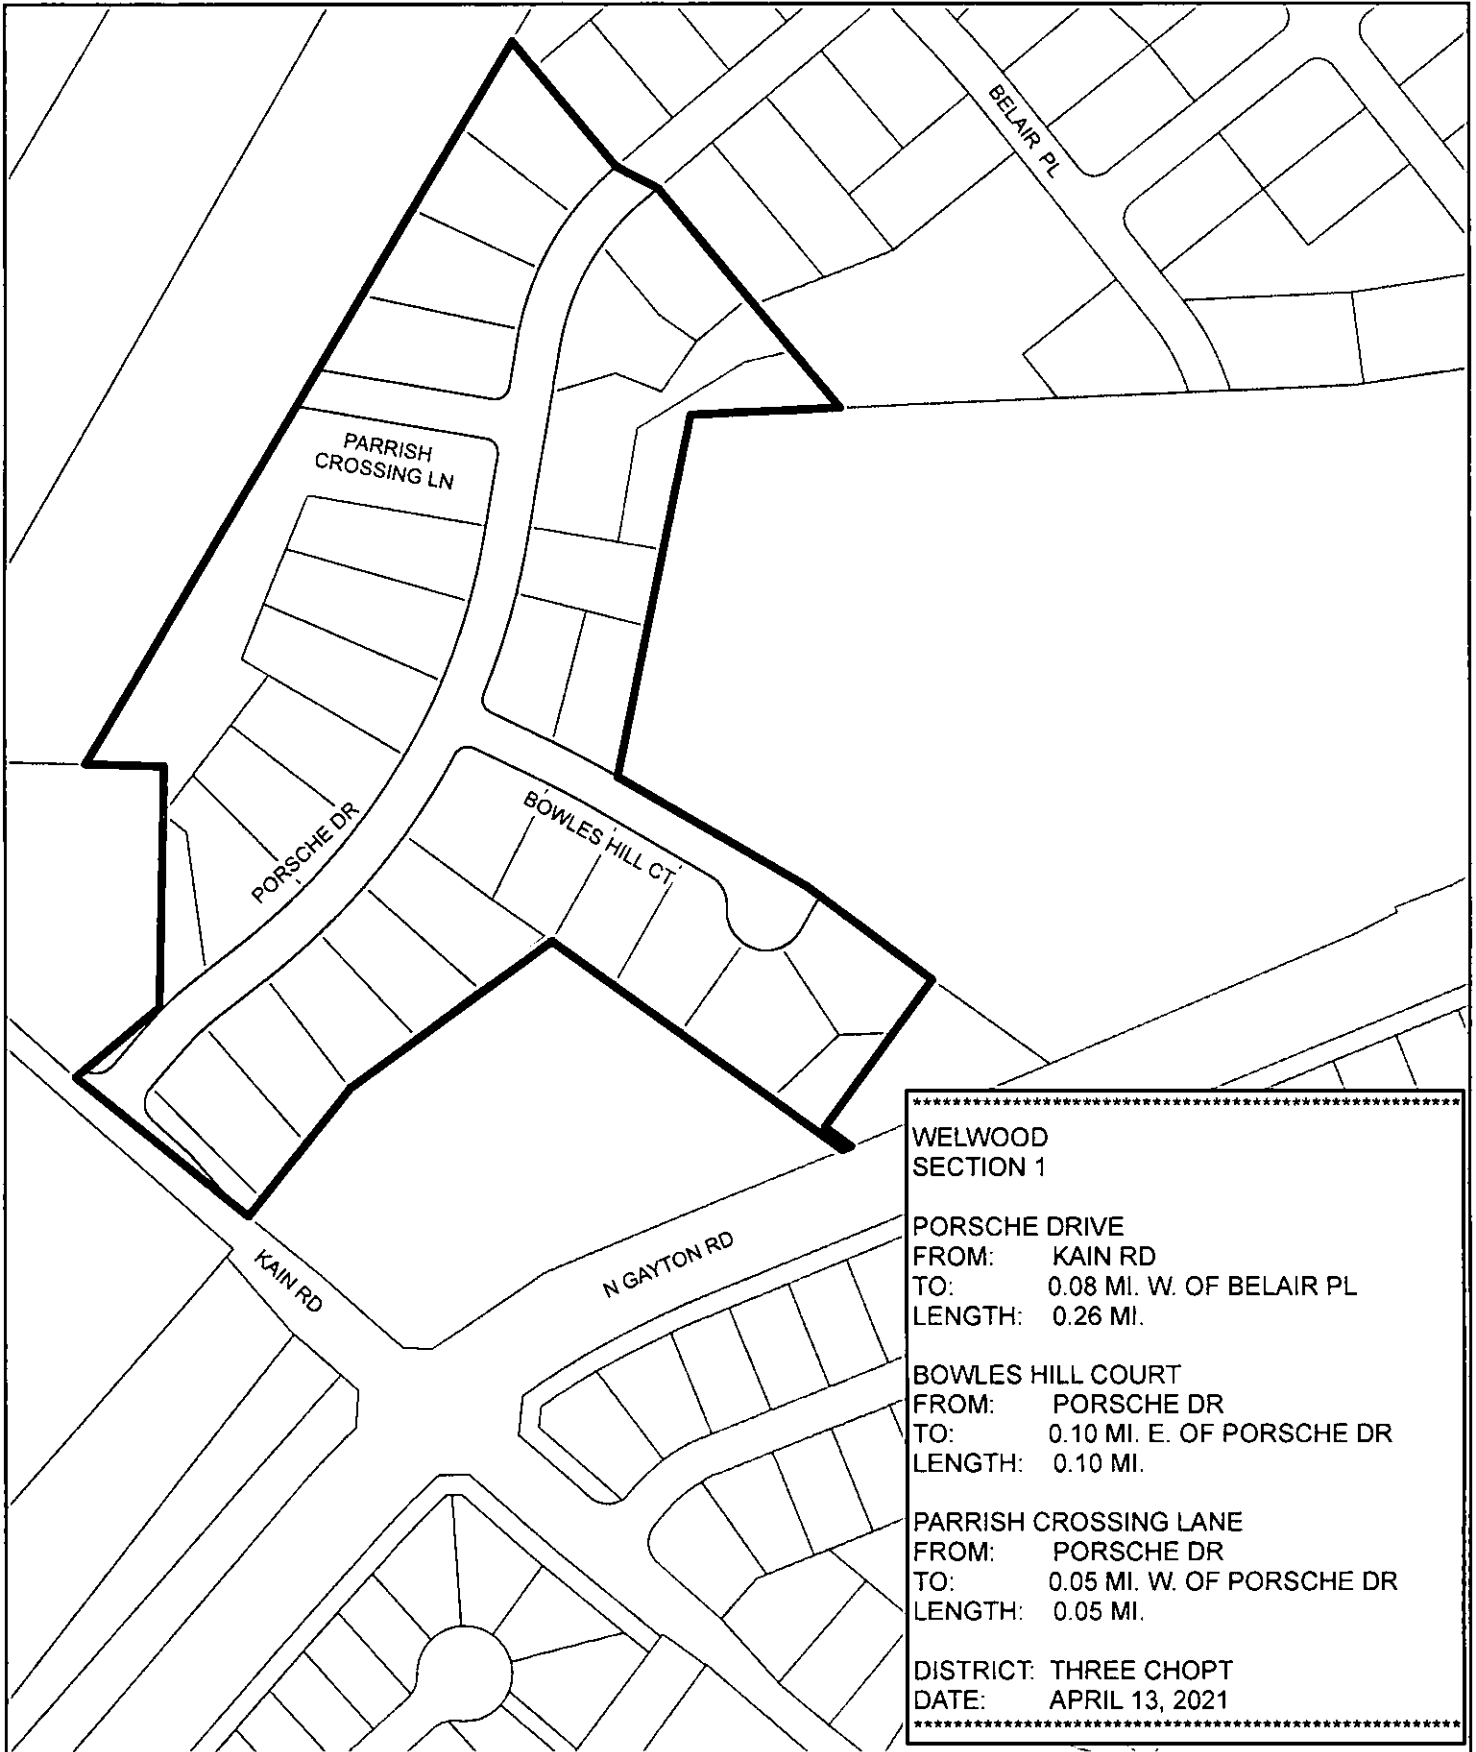 BELAIR PL
PARRISH
CROSSING LN
PORSCHE DR
BOWLES HILL CT
KAIN RD
N GAYTON RD
************************************************************
WELWOOD
SECTION 1
PORSCHE DRIVE
FROM: KAIN RD
TO: 0.08 MI. W. OF BELAIR PL
LENGTH: 0.26 MI.
BOWLES HILL COURT
FROM: PORSCHE DR
TO: 0.10 MI. E. OF PORSCHE DR
LENGTH: 0.10 MI.
PARRISH CROSSING LANE
FROM: PORSCHE DR
TO: 0.05 MI. W. OF PORSCHE DR
LENGTH: 0.05 MI.
DISTRICT: THREE CHOPT
DATE: APRIL 13, 2021
************************************************************